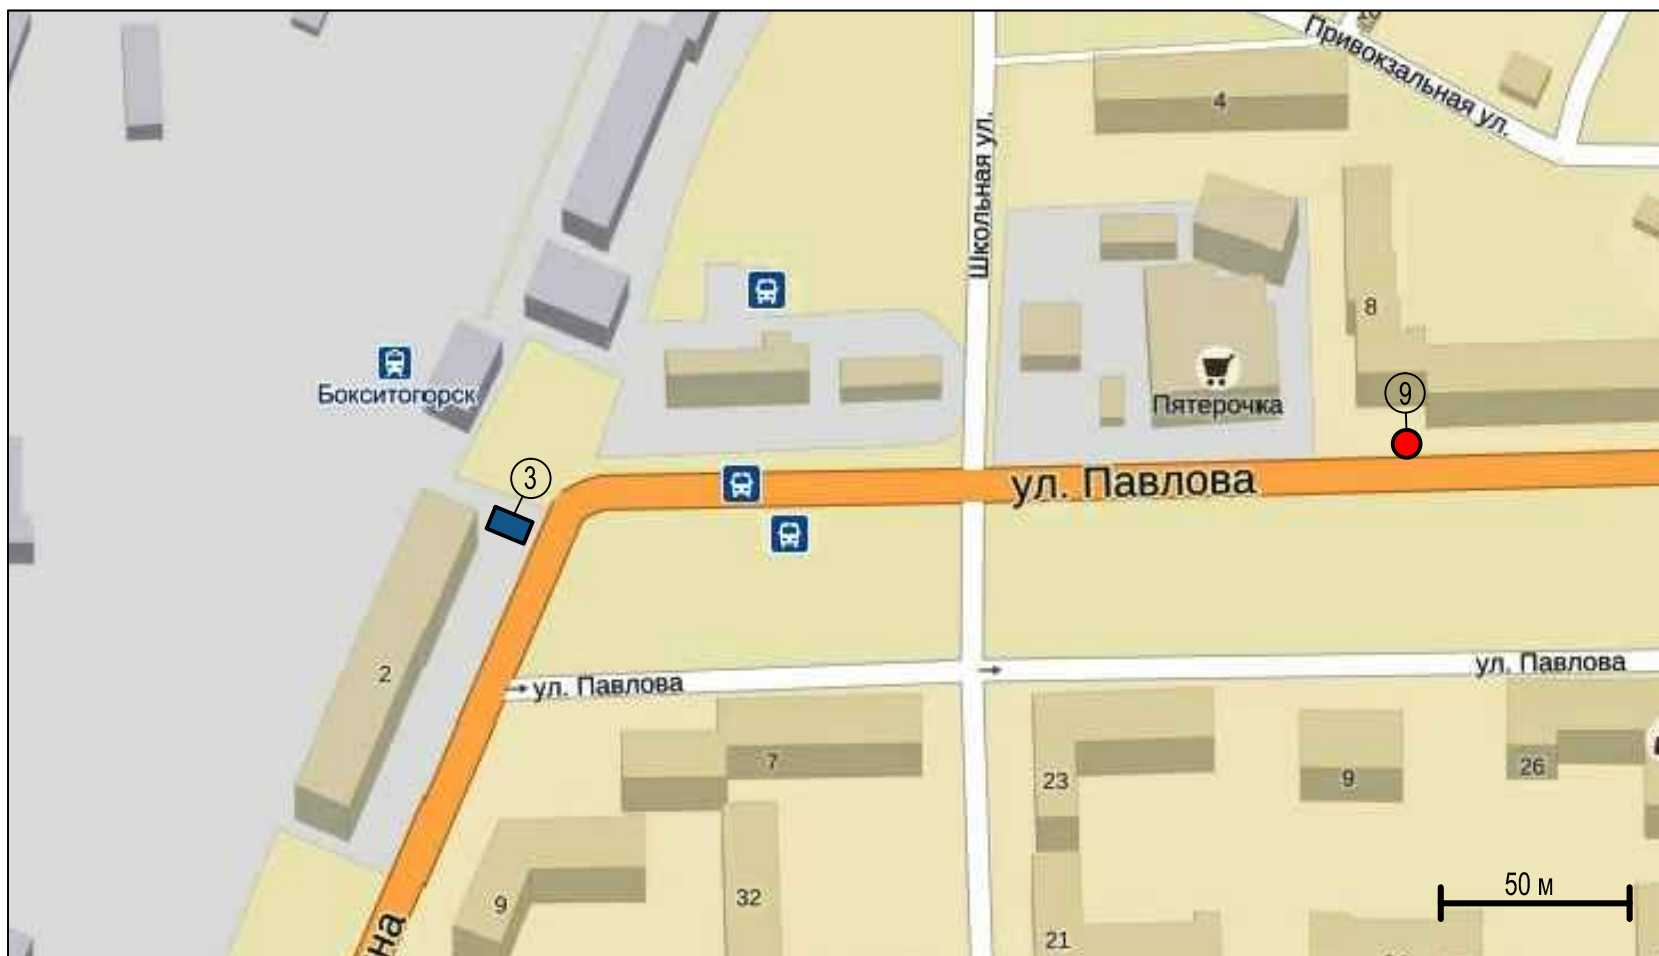 Привокзальная ул.
4
Школьная ул.
8
Бокситогорск
Пятерочка
9
3
ул. Павлова
2
ул. Павлова
ул. Павлова
7
23
9
26
50 м
9
32
21
на